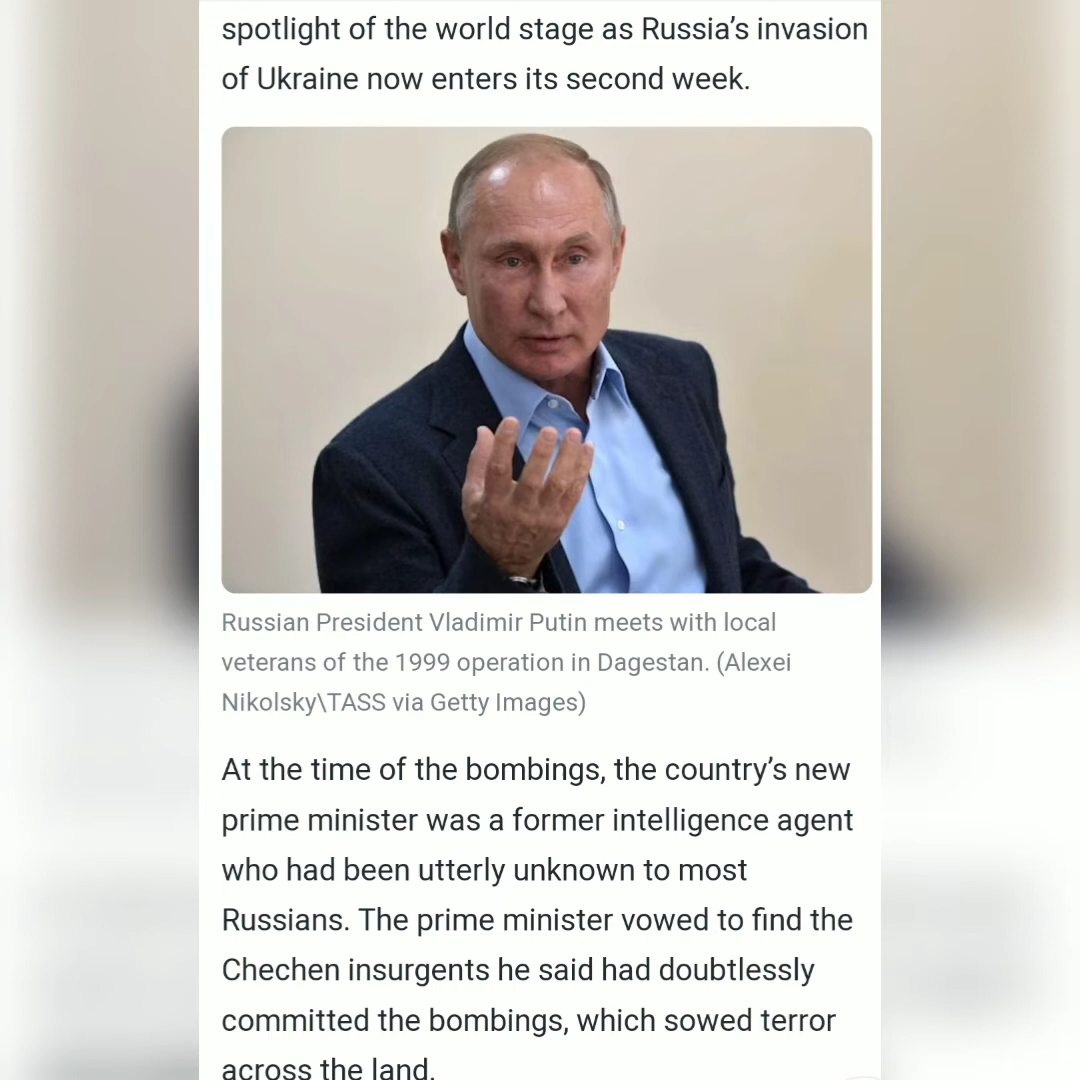 spotlight of the world stage as Russia’s invasion
of Ukraine now enters its second week.
Russian President Vladimir Putin meets with local
veterans of the 1999 operation in Dagestan. (Alexei
Nikolsky\TASS via Getty Images)
At the time of the bombings, the country’s new
prime minister was a former intelligence agent
who had been utterly unknown to most
Russians. The prime minister vowed to find the
Chechen insurgents he said had doubtlessly
committed the bombings, which sowed terror
across the land.